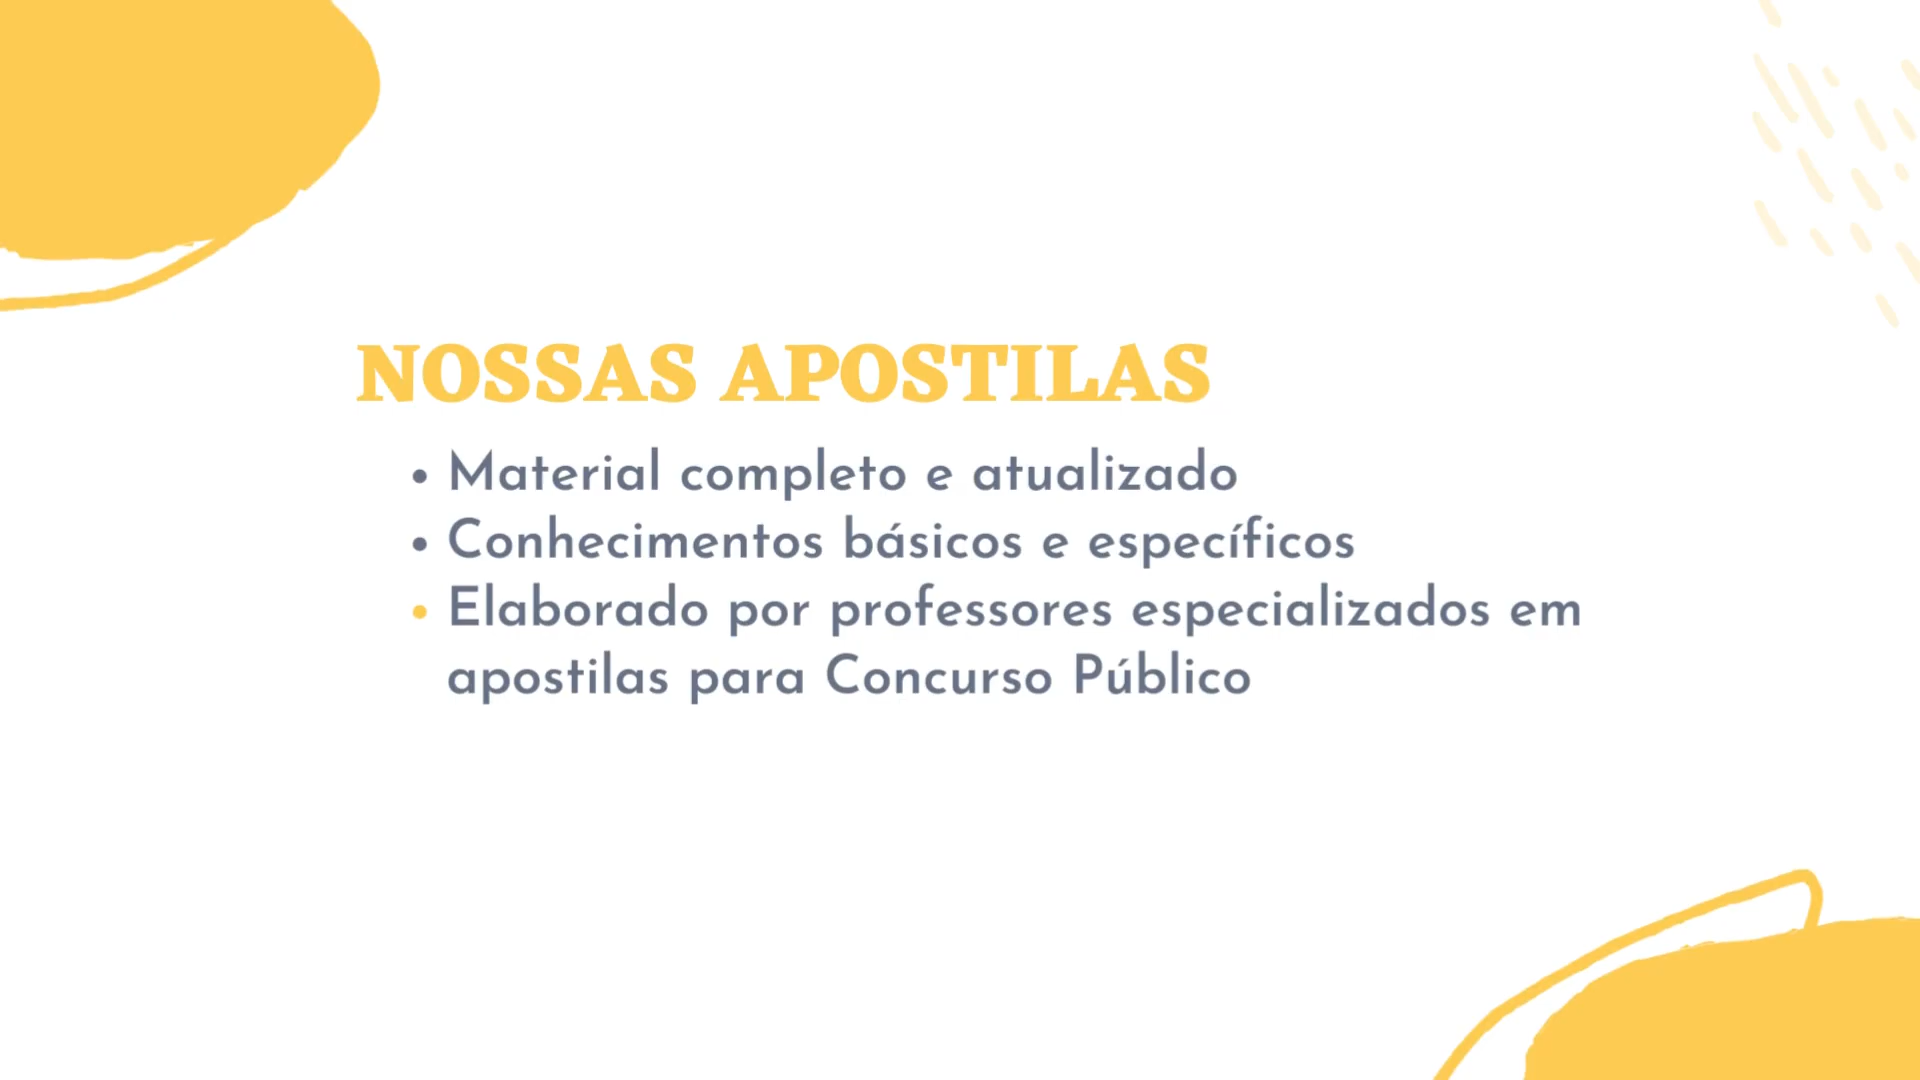 NOSSAS APOSTILAS
• Material completo e atualizado
• Conhecimentos básicos e específicos
• Elaborado por professores especializados em
apostilas para Concurso Público